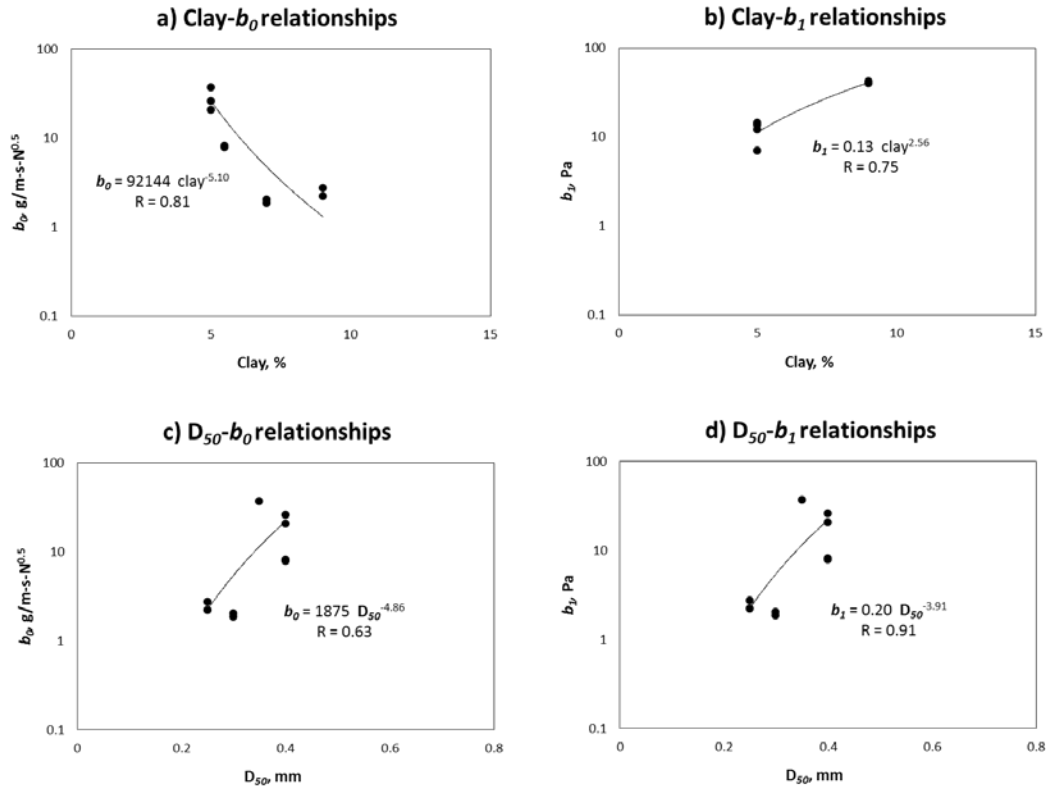 a) Clay-b0 relationships
100
10
1
0.1
b0, g/m-s-N^0.5
b0 = 92144 clay^-5.10
R = 0.81
0 5 10 15
Clay, %
b) Clay-b1 relationships
100
10
1
0.1
b1, Pa
b1 = 0.13 clay^2.56
R = 0.75
0 5 10 15
Clay, %
c) D50-b0 relationships
100
10
1
0.1
b0, g/m-s-N^0.5
b0 = 1875 D50^-4.86
R = 0.63
0 0.2 0.4 0.6 0.8
D50, mm
d) D50-b1 relationships
100
10
1
0.1
b1, Pa
b1 = 0.20 D50^-3.91
R = 0.91
0 0.2 0.4 0.6 0.8
D50, mm